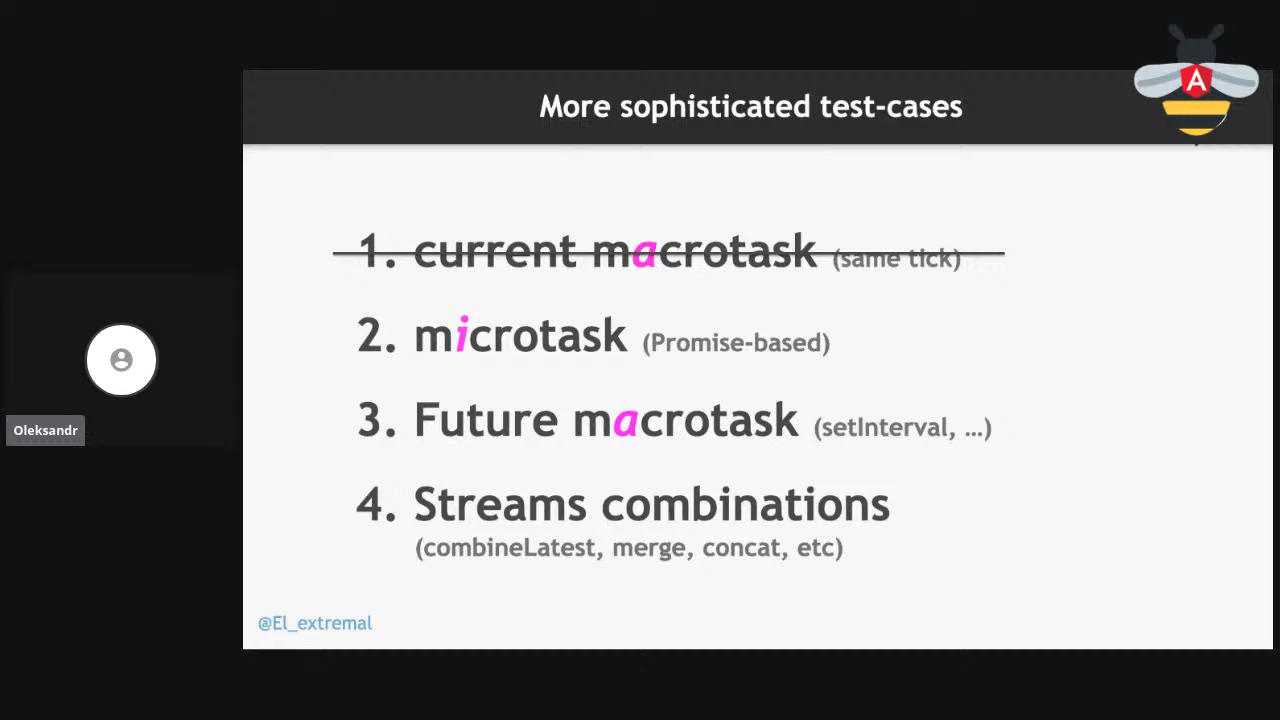 More sophisticated test-cases
A
1. current macrotask (same tick)
2. microtask (Promise-based)
3. Future macrotask (setInterval, ...)
4. Streams combinations
(combineLatest, merge, concat, etc)
Oleksandr
@El_extremal